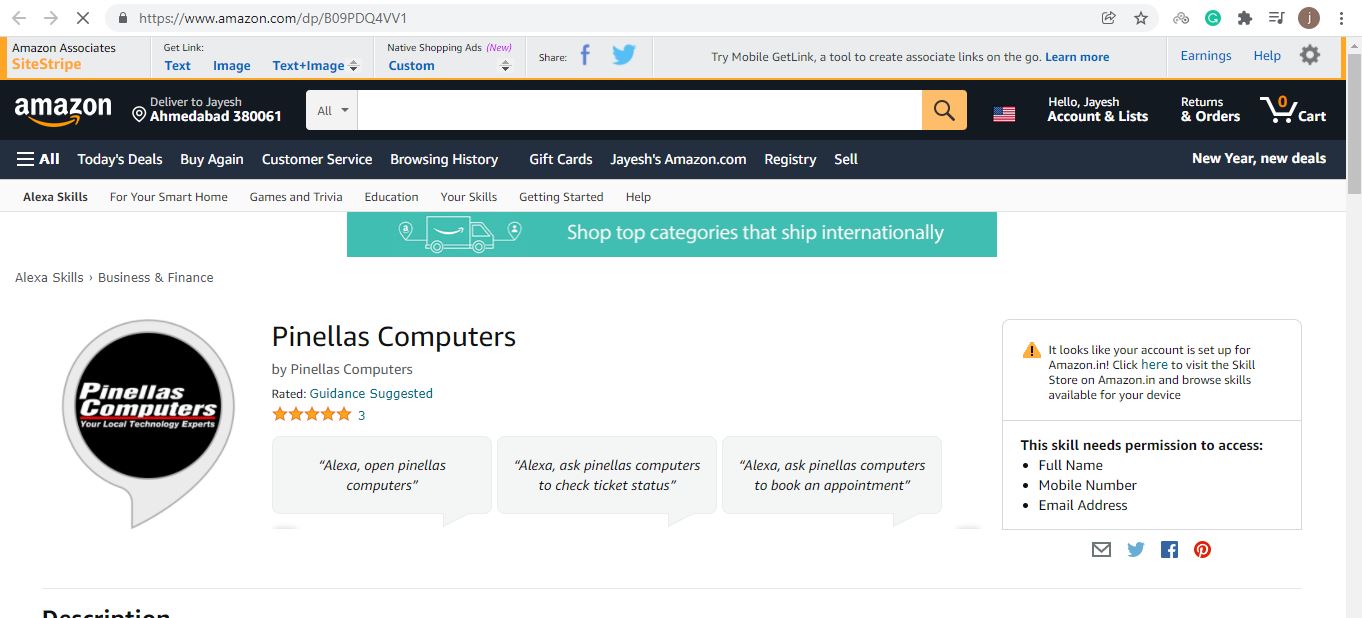 https://www.amazon.com/dp/B09PDQ4VV1
j
Amazon Associates
SiteStripe
Get Link:
Text Image Text+Image
Native Shopping Ads (New)
Custom
Share:
Try Mobile GetLink, a tool to create associate links on the go. Learn more
Earnings Help
amazon
Deliver to Jayesh
Ahmedabad 380061
All
Hello, Jayesh
Account & Lists
Returns
& Orders
0
Cart
All Today's Deals Buy Again Customer Service Browsing History Gift Cards Jayesh's Amazon.com Registry Sell
New Year, new deals
Alexa Skills For Your Smart Home Games and Trivia Education Your Skills Getting Started Help
Shop top categories that ship internationally
Alexa Skills › Business & Finance
Pinellas
Computers
Your Local Technology Experts
Pinellas Computers
by Pinellas Computers
Rated: Guidance Suggested
3
“Alexa, open pinellas
computers”
“Alexa, ask pinellas computers
to check ticket status”
“Alexa, ask pinellas computers
to book an appointment”
It looks like your account is set up for
Amazon.in! Click here to visit the Skill
Store on Amazon.in and browse skills
available for your device
This skill needs permission to access:
• Full Name
• Mobile Number
• Email Address
Description